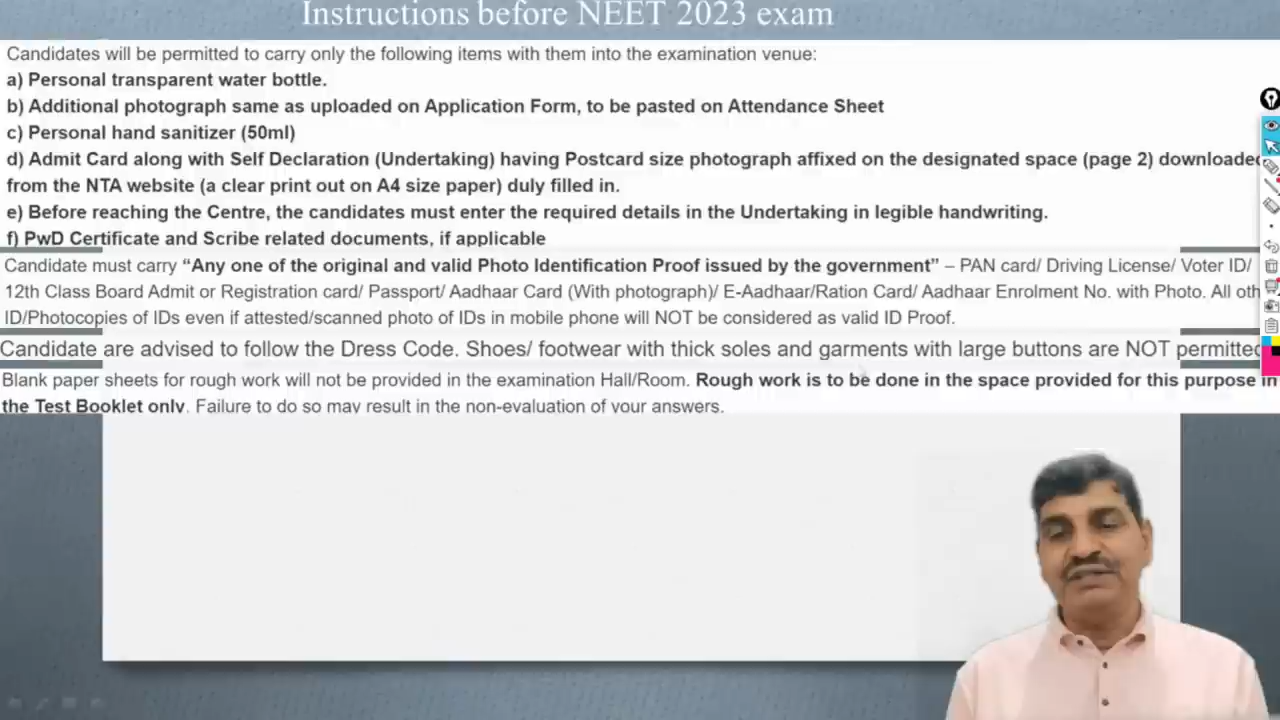 Instructions before NEET 2023 exam
Candidates will be permitted to carry only the following items with them into the examination venue:
a) Personal transparent water bottle.
b) Additional photograph same as uploaded on Application Form, to be pasted on Attendance Sheet
c) Personal hand sanitizer (50ml)
d) Admit Card along with Self Declaration (Undertaking) having Postcard size photograph affixed on the designated space (page 2) downloaded
from the NTA website (a clear print out on A4 size paper) duly filled in.
e) Before reaching the Centre, the candidates must enter the required details in the Undertaking in legible handwriting.
f) PwD Certificate and Scribe related documents, if applicable
Candidate must carry “Any one of the original and valid Photo Identification Proof issued by the government” – PAN card/ Driving License/ Voter ID/
12th Class Board Admit or Registration card/ Passport/ Aadhaar Card (With photograph)/ E-Aadhaar/Ration Card/ Aadhaar Enrolment No. with Photo. All oth
ID/Photocopies of IDs even if attested/scanned photo of IDs in mobile phone will NOT be considered as valid ID Proof.
Candidate are advised to follow the Dress Code. Shoes/ footwear with thick soles and garments with large buttons are NOT permitted
Blank paper sheets for rough work will not be provided in the examination Hall/Room. Rough work is to be done in the space provided for this purpose in
the Test Booklet only. Failure to do so may result in the non-evaluation of your answers.